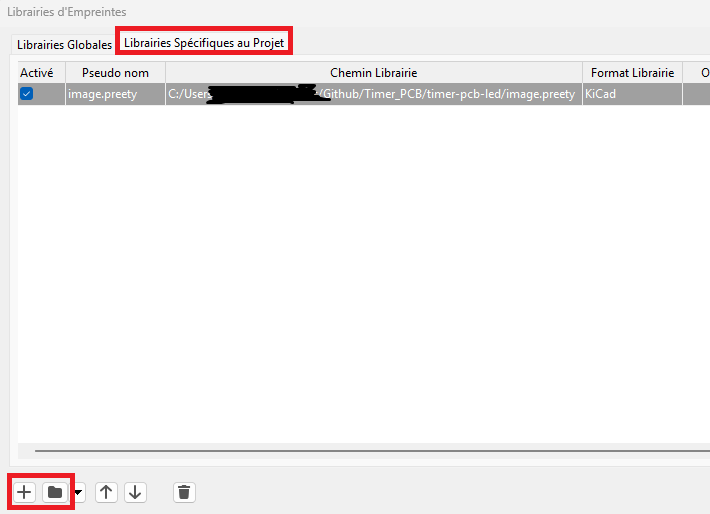 Librairies d'Empreintes
Librairies Globales Librairies Spécifiques au Projet
Activé Pseudo nom Chemin Librairie Format Librairie O
image.preety C:/Users /Github/Timer_PCB/timer-pcb-led/image.preety KiCad